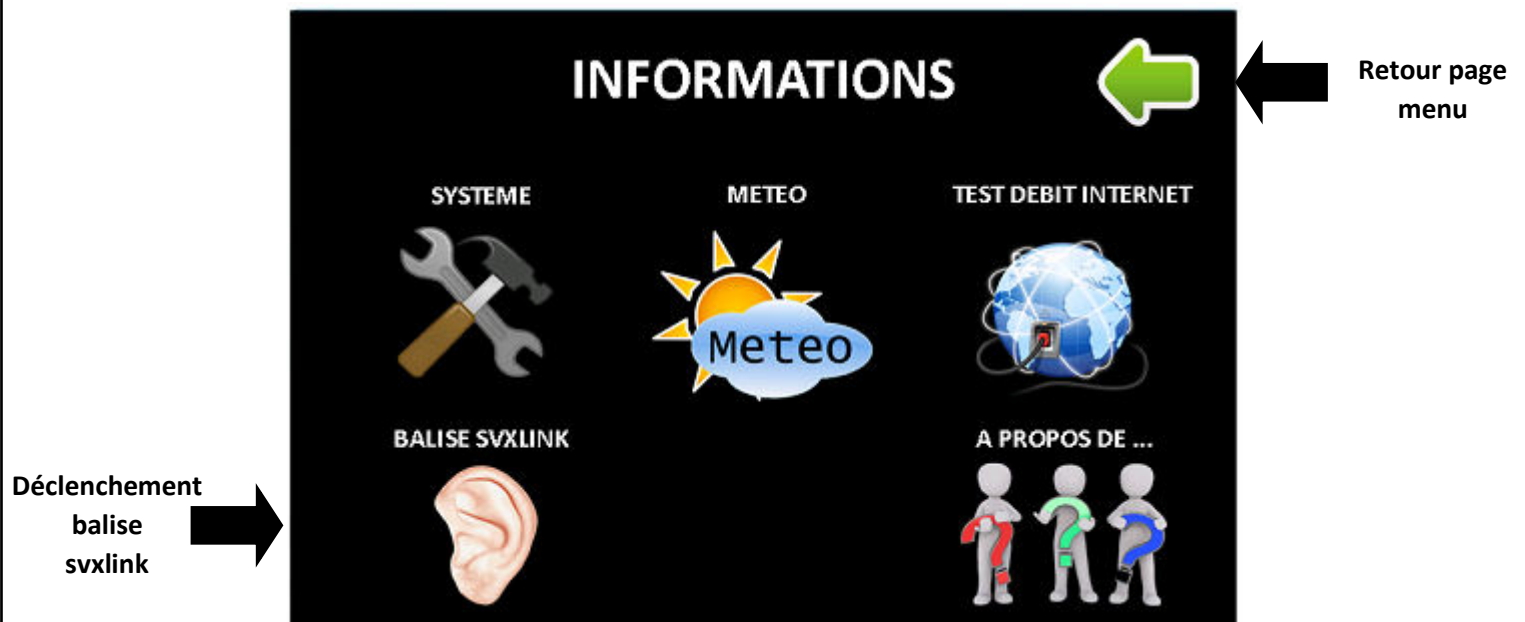 INFORMATIONS
Retour page
menu
SYSTEME
METEO
TEST DEBIT INTERNET
Meteo
BALISE SVXLINK
A PROPOS DE ...
Déclenchement
balise
svxlink